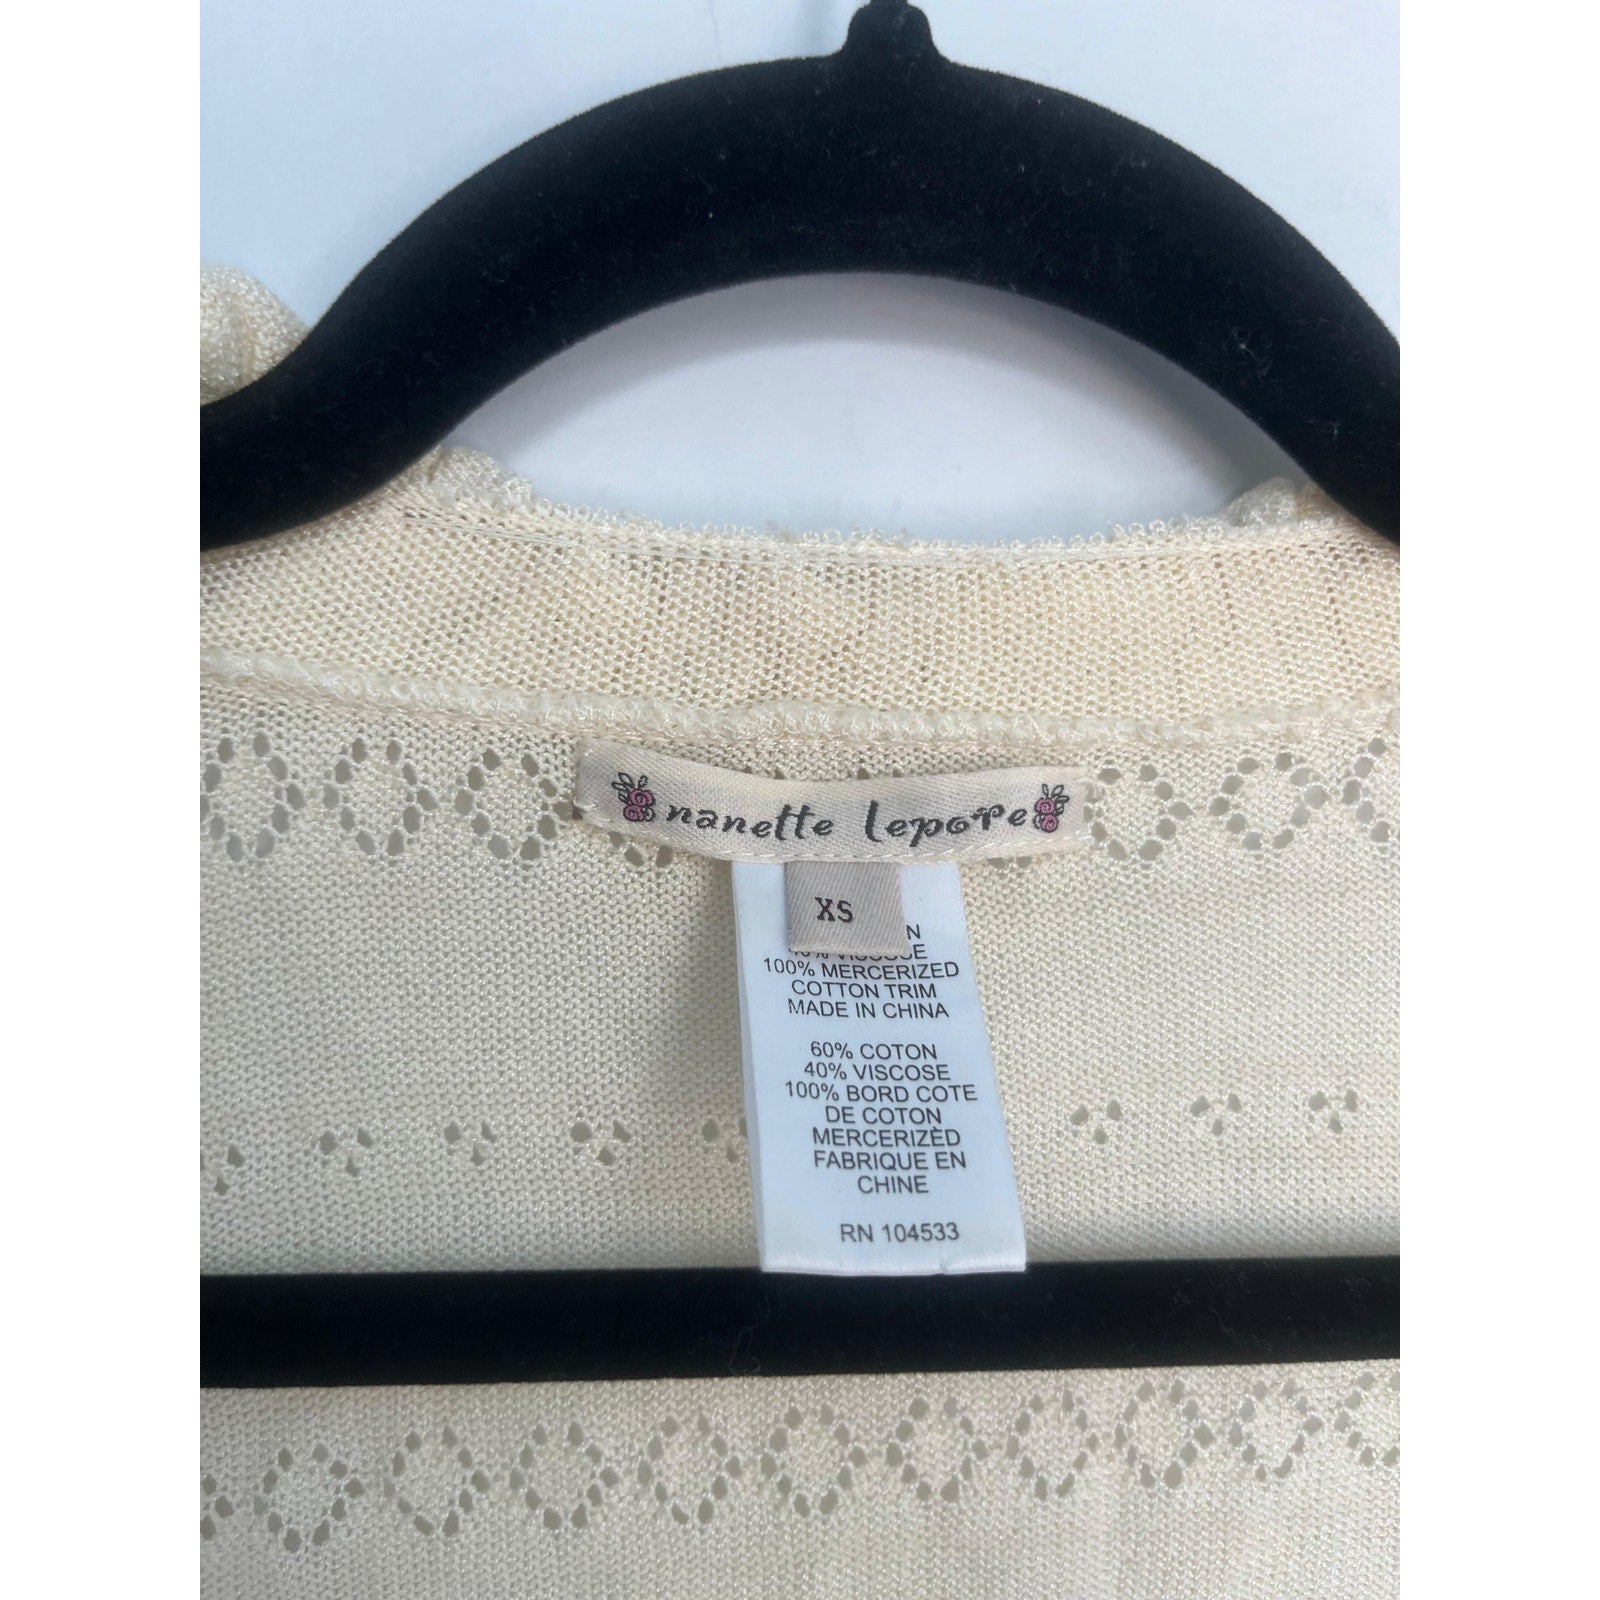 nanette lepore
XS
100% MERCERIZED
COTTON TRIM
MADE IN CHINA
60% COTON
40% VISCOSE
100% BORD COTE
DE COTON
MERCERIZÈD
FABRIQUE EN
CHINE
RN 104533